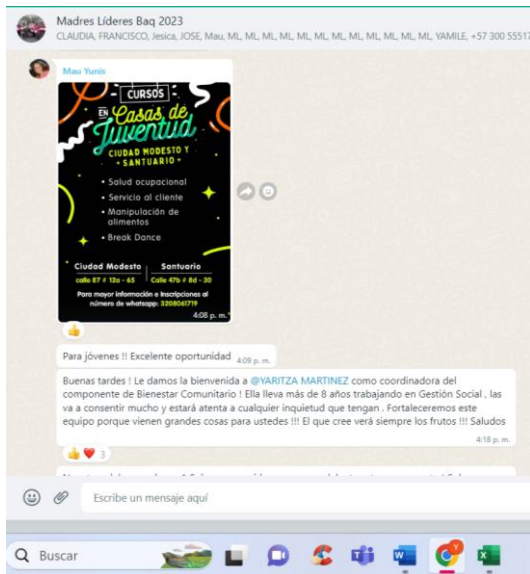 Madres Líderes Baq 2023
CLAUDIA, FRANCISCO, Jesica, JOSE, Mau, ML, ML, ML, ML, ML, ML, ML, ML, ML, ML, ML, YAMILE, +57 300 55517
Mau Yunis
CURSOS
EN Casas de
Juventud
CIUDAD MODESTO Y
• SANTUARIO •
• Salud ocupacional
• Servicio al cliente
• Manipulación de
alimentos
• Break Dance
Ciudad Modesto
calle 87 # 12a - 65
Santuario
Calle 47b # 8d - 30
Para mayor información e Inscripciones al
número de whatsapp: 3208061719
4:08 p. m.
Para jóvenes !! Excelente oportunidad 4:09 p. m.
Buenas tardes ! Le damos la bienvenida a @YARITZA MARTINEZ como coordinadora del
componente de Bienestar Comunitario ! Ella lleva más de 8 años trabajando en Gestión Social , las
va a consentir mucho y estará atenta a cualquier inquietud que tengan . Fortaleceremos este
equipo porque vienen grandes cosas para ustedes !!! El que cree verá siempre los frutos !!! Saludos
4:18 p. m.
3
Escribe un mensaje aquí
Buscar